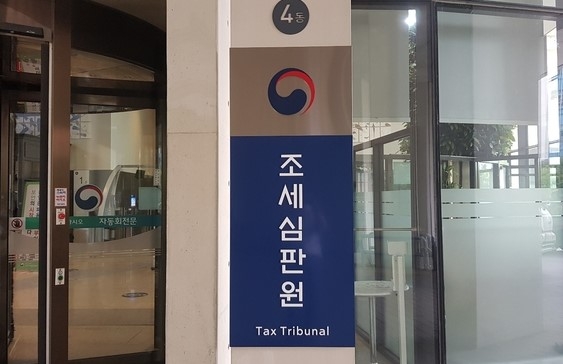 4동
조세심판원
Tax Tribunal
자동회전문